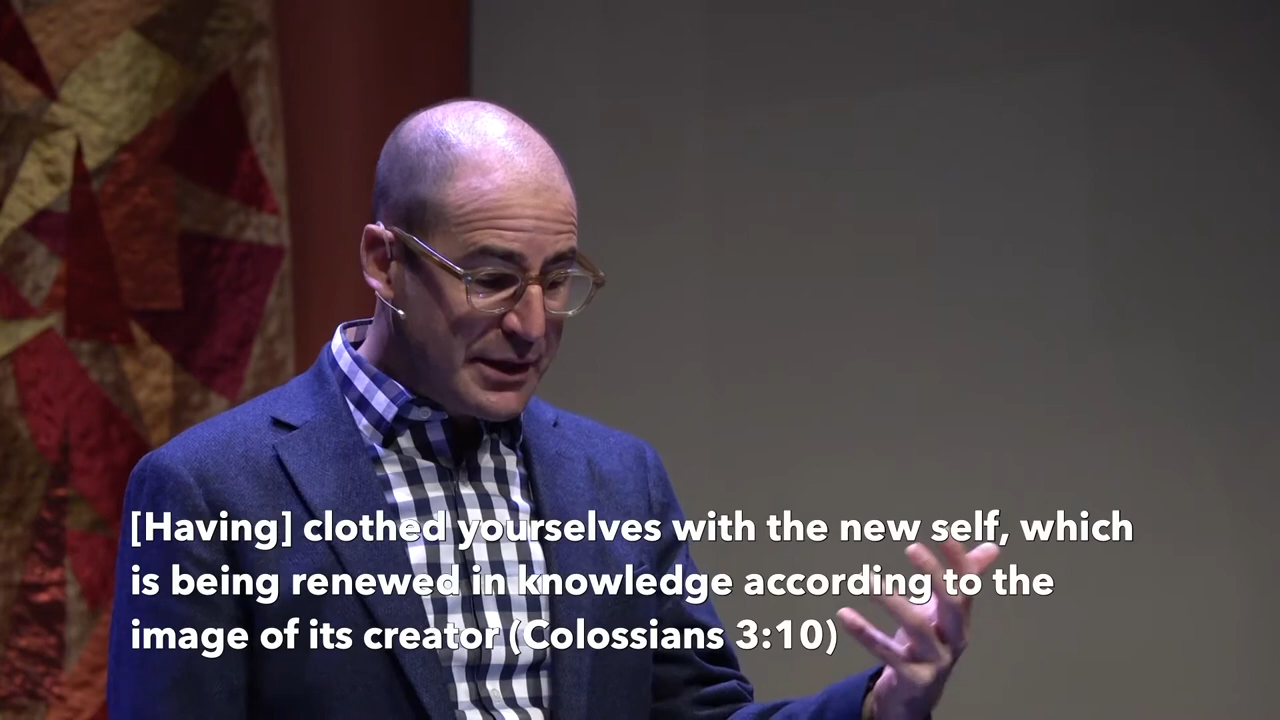 [Having] clothed yourselves with the new self, which
is being renewed in knowledge according to the
image of its creator (Colossians 3:10)